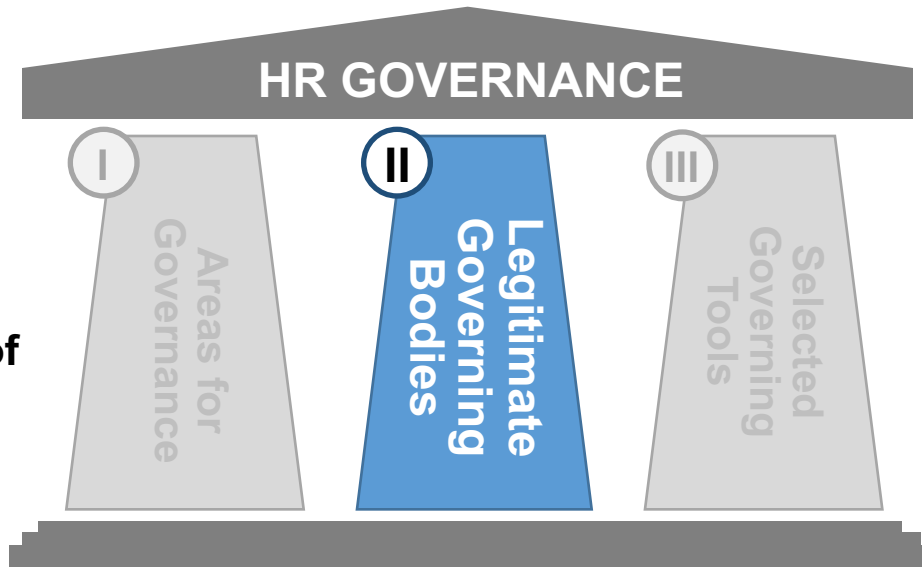 HR GOVERNANCE
I
Areas for
Governance
II
Legitimate
Governing
Bodies
III
Selected
Governing
Tools
of